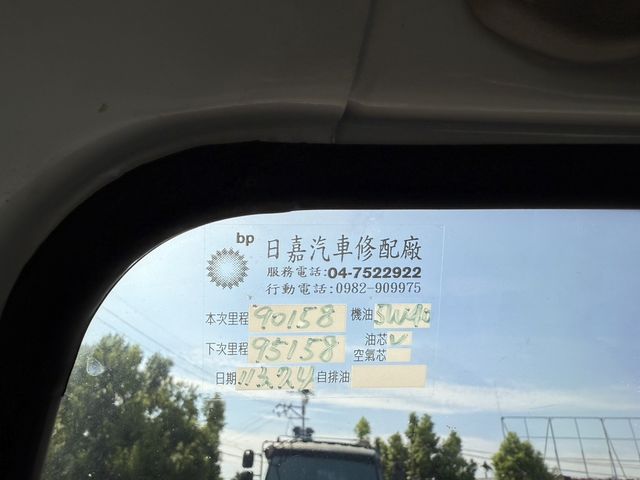 bp
日嘉汽車修配廠
服務電話:04-7522922
行動電話:0982-909975
本次里程 90158 機油 5W40
油芯 v
下次里程 95158 空氣芯
日期 113.2.24 自排油